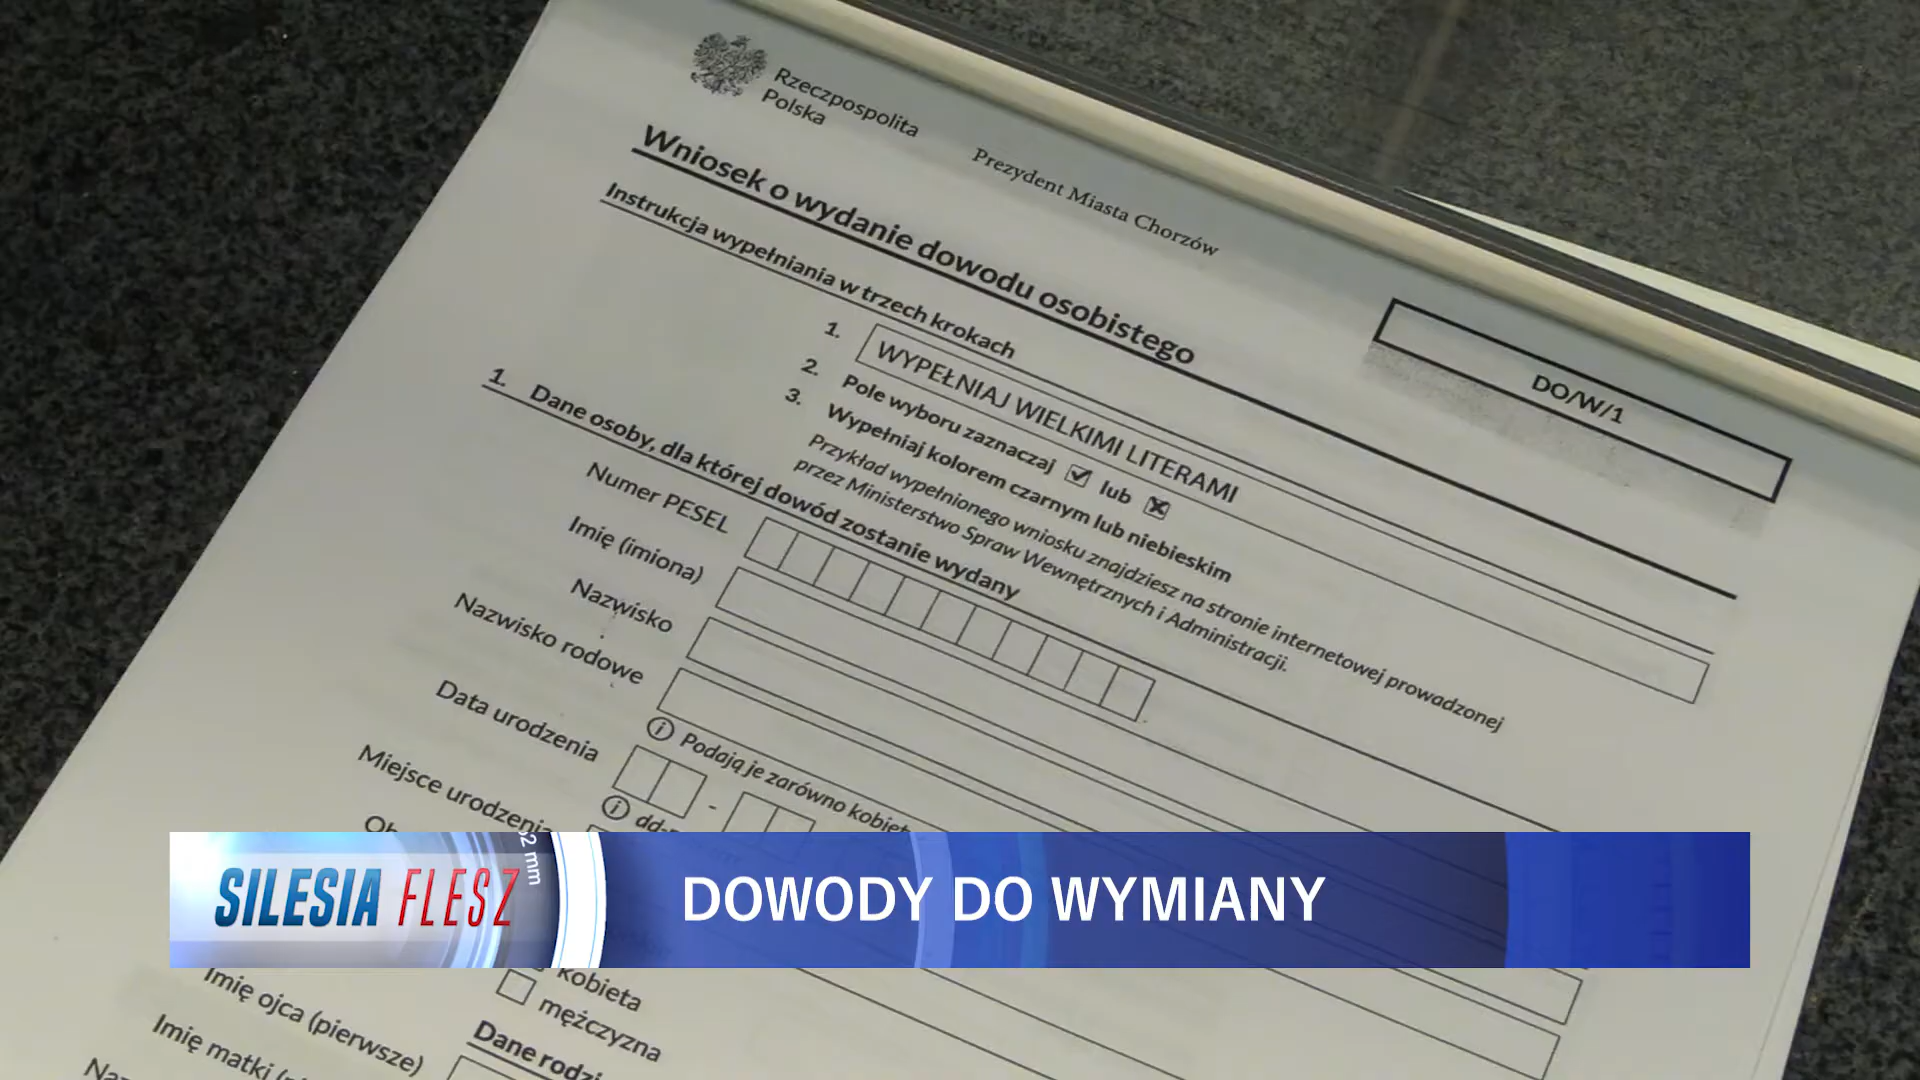 Rzeczpospolita
Polska
Prezydent Miasta Chorzów
Wniosek o wydanie dowodu osobistego
DO/W/1
Instrukcja wypełniania w trzech krokach
1. WYPEŁNIAJ WIELKIMI LITERAMI
2. Pole wyboru zaznaczaj ☑ lub ☒
3. Wypełniaj kolorem czarnym lub niebieskim
Przykład wypełnionego wniosku znajdziesz na stronie internetowej prowadzonej
przez Ministerstwo Spraw Wewnętrznych i Administracji.
1. Dane osoby, dla której dowód zostanie wydany
Numer PESEL
Imię (imiona)
Nazwisko
Nazwisko rodowe
Podają je zarówno
Data urodzenia
Miejsce urodzenia
52 mm
SILESIA FLESZ
DOWODY DO WYMIANY
kobieta
mężczyzna
Dane
Imię ojca (pierwsze)
Imię matki